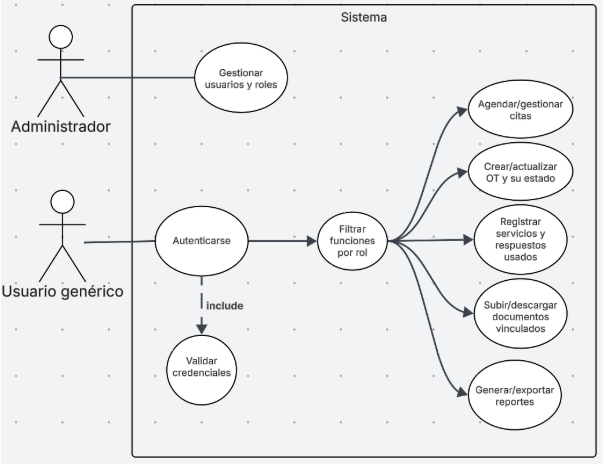 Sistema
Gestionar
usuarios y roles
Administrador
Agendar/gestionar
citas
Crear/actualizar
OT y su estado
Usuario genérico
Autenticarse
Filtrar
funciones
por rol
Registrar
servicios y
respuestos
usados
include
Subir/descargar
documentos
vinculados
Validar
credenciales
Generar/exportar
reportes